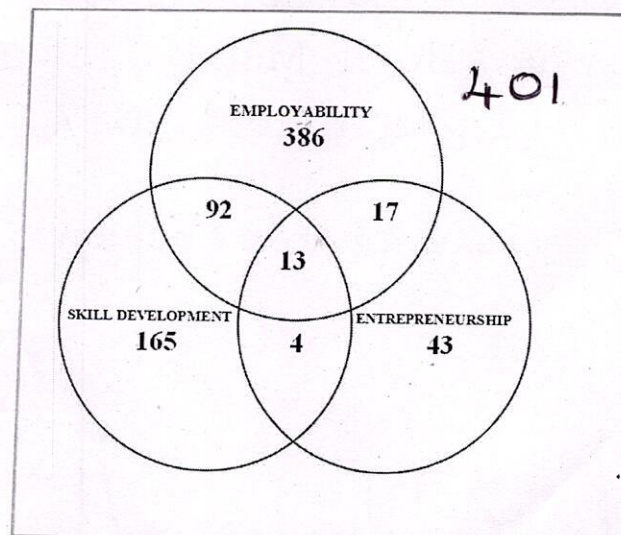 401
EMPLOYABILITY
386
92
17
13
SKILL DEVELOPMENT
165
4
ENTREPRENEURSHIP
43